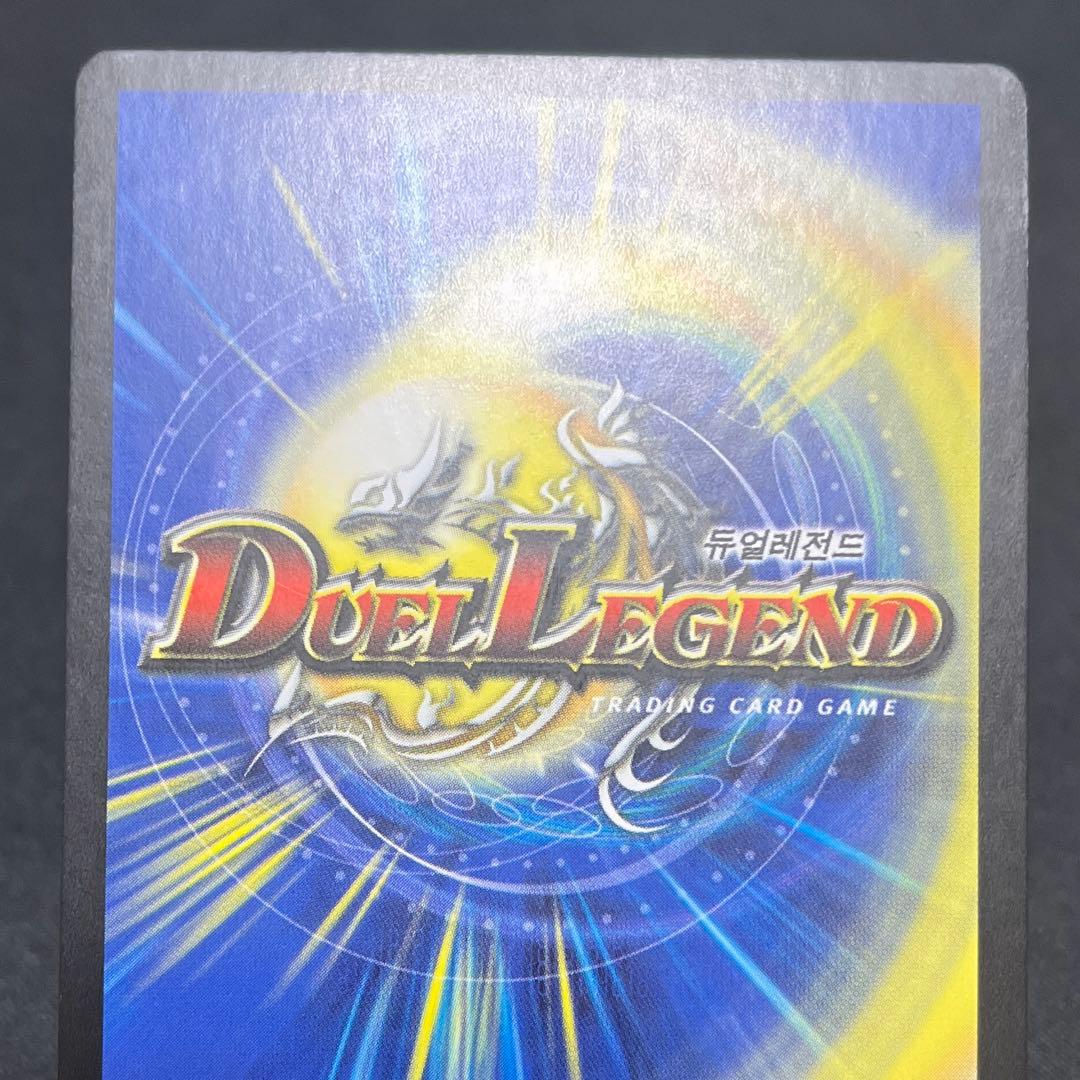 듀얼레전드
DUEL LEGEND
TRADING CARD GAME